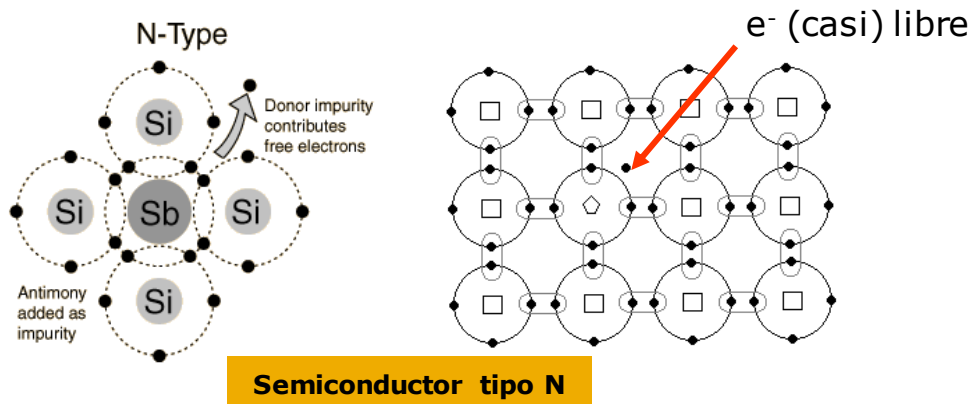 N-Type
Si
Donor impurity
contributes
free electrons
Si
Sb
Si
Si
Antimony
added as
impurity
e- (casi) libre
Semiconductor tipo N